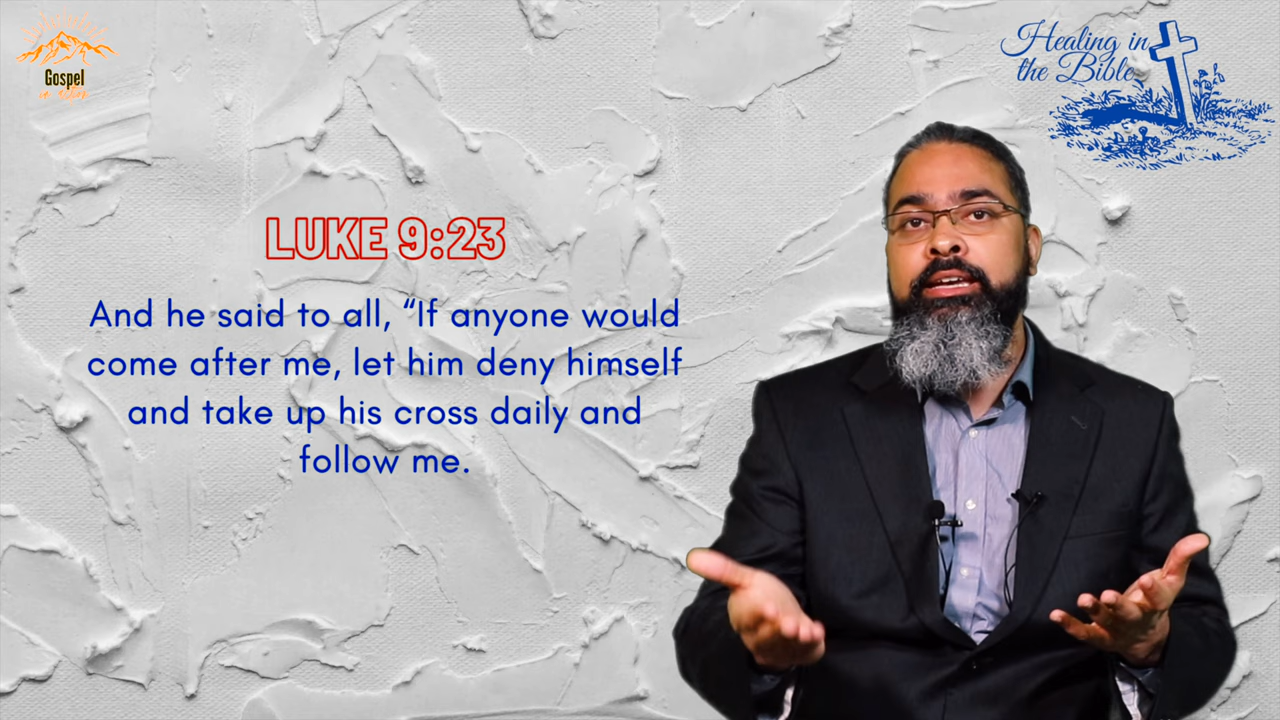 Gospel
Healing in
the Bible
LUKE 9:23
And he said to all, “If anyone would
come after me, let him deny himself
and take up his cross daily and
follow me.